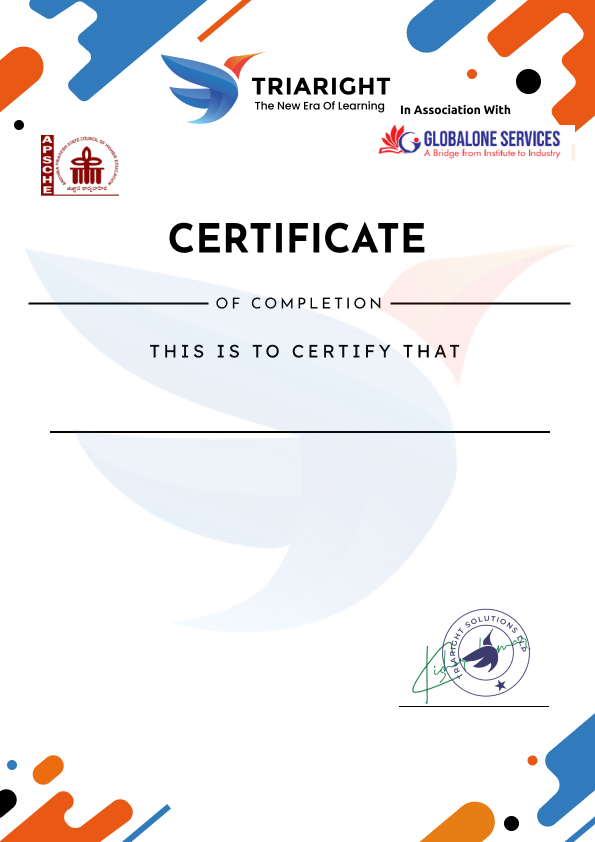 TRIARIGHT
The New Era Of Learning
In Association With
GLOBALONE SERVICES
A Bridge from Institute to Industry
APSCHE
ANDHRA PRADESH STATE COUNCIL OF HIGHER EDUCATION
CERTIFICATE
OF COMPLETION
THIS IS TO CERTIFY THAT
TRIARIGHT SOLUTIONS LLP